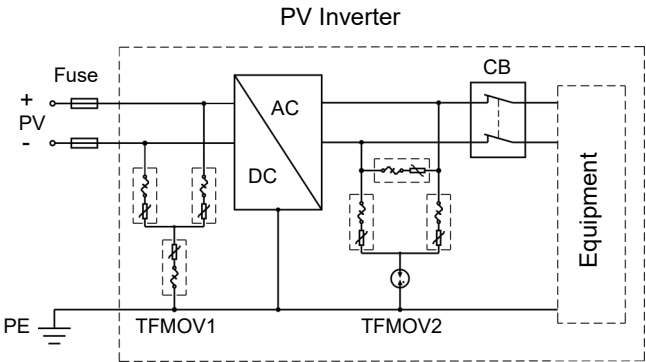 PV Inverter
Fuse
CB
+
PV
-
AC
DC
Equipment
PE
TFMOV1
TFMOV2